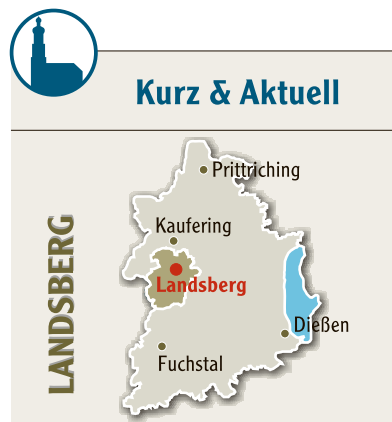 Kurz & Aktuell
Prittriching
Kaufering
LANDSBERG
Landsberg
Dießen
Fuchstal